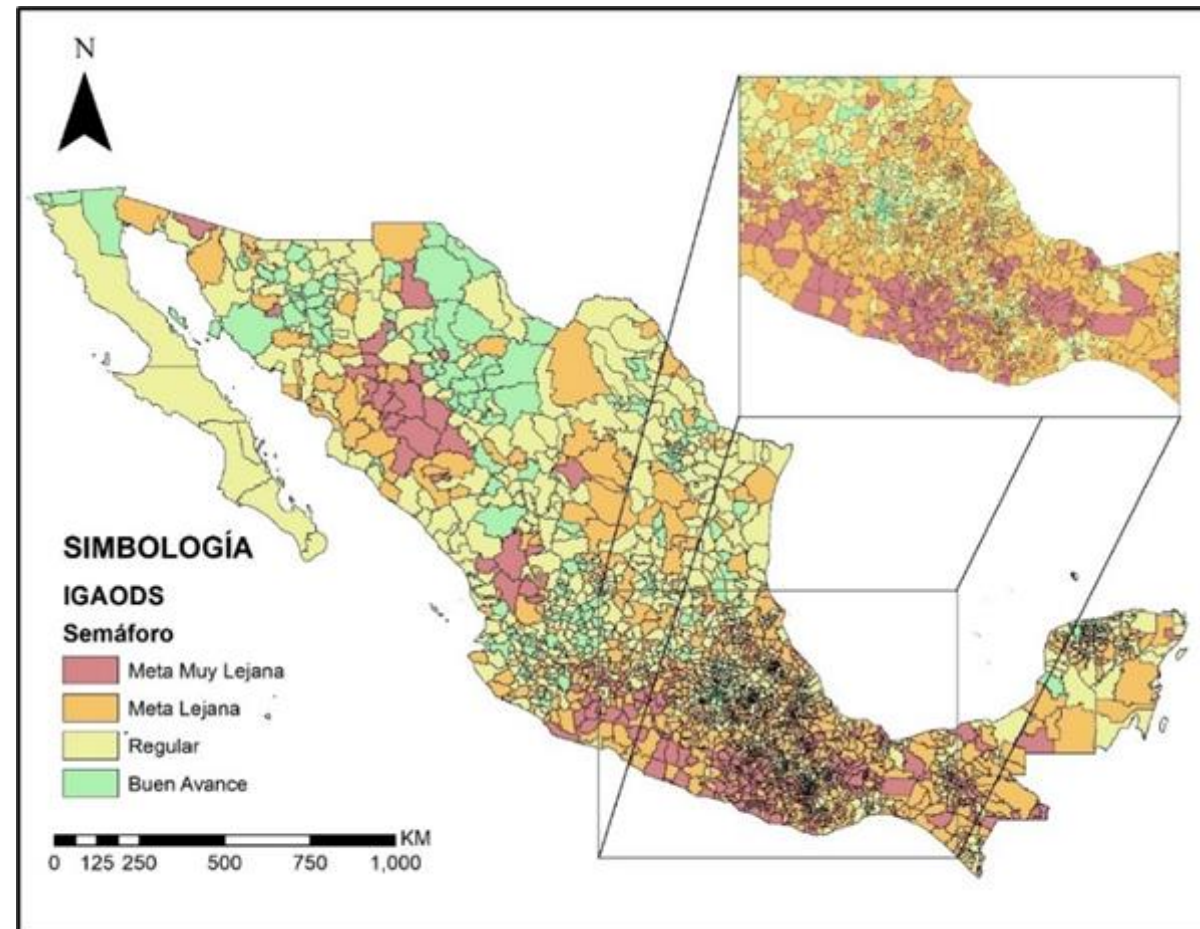 N
SIMBOLOGÍA
IGAODS
Semáforo
Meta Muy Lejana
Meta Lejana
Regular
Buen Avance
KM
0 125 250 500 750 1,000